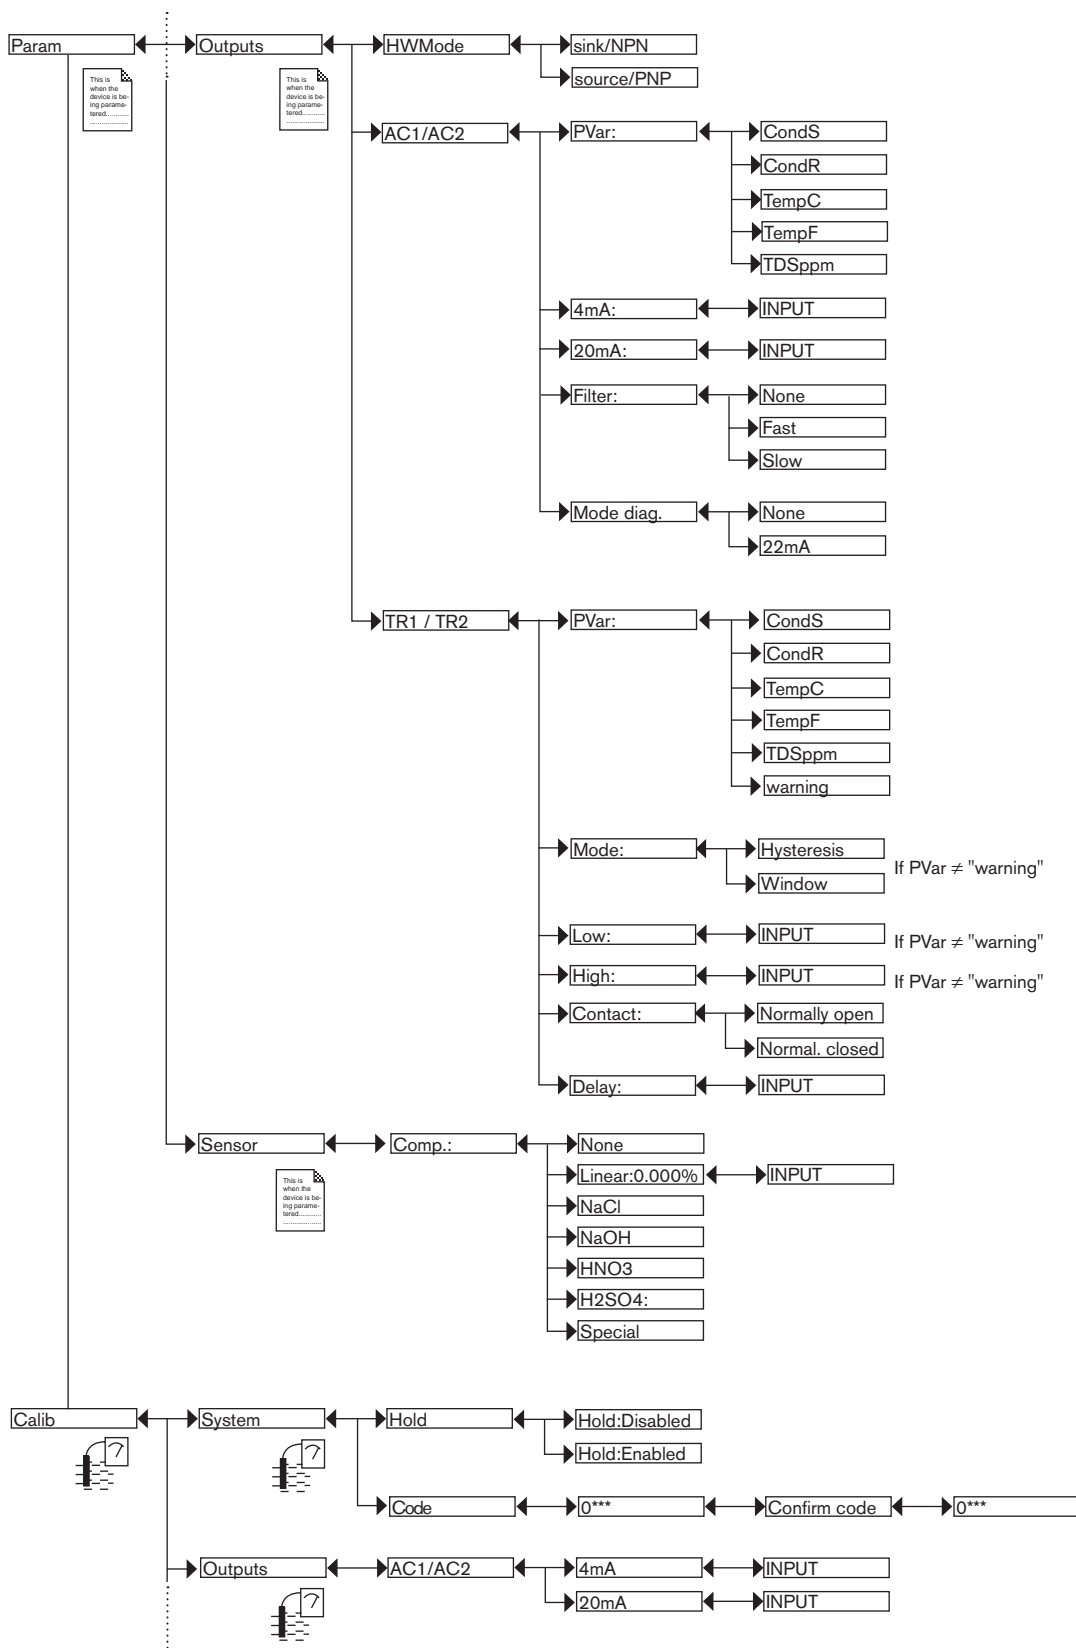 Param
Outputs
HWMode
sink/NPN
source/PNP
This is
when the
device is be-
ing parame-
tered............
.....................
This is
when the
device is be-
ing parame-
tered............
.....................
AC1/AC2
PVar:
CondS
CondR
TempC
TempF
TDSppm
4mA:
INPUT
20mA:
INPUT
Filter:
None
Fast
Slow
Mode diag.
None
22mA
TR1 / TR2
PVar:
CondS
CondR
TempC
TempF
TDSppm
warning
Mode:
Hysteresis
Window
If PVar ≠ "warning"
Low:
INPUT
If PVar ≠ "warning"
High:
INPUT
If PVar ≠ "warning"
Contact:
Normally open
Normal. closed
Delay:
INPUT
Sensor
Comp.:
None
Linear:0.000%
INPUT
NaCl
NaOH
HNO3
H2SO4:
Special
This is
when the
device is be-
ing parame-
tered............
.....................
Calib
System
Hold
Hold:Disabled
Hold:Enabled
Code
0***
Confirm code
0***
Outputs
AC1/AC2
4mA
INPUT
20mA
INPUT